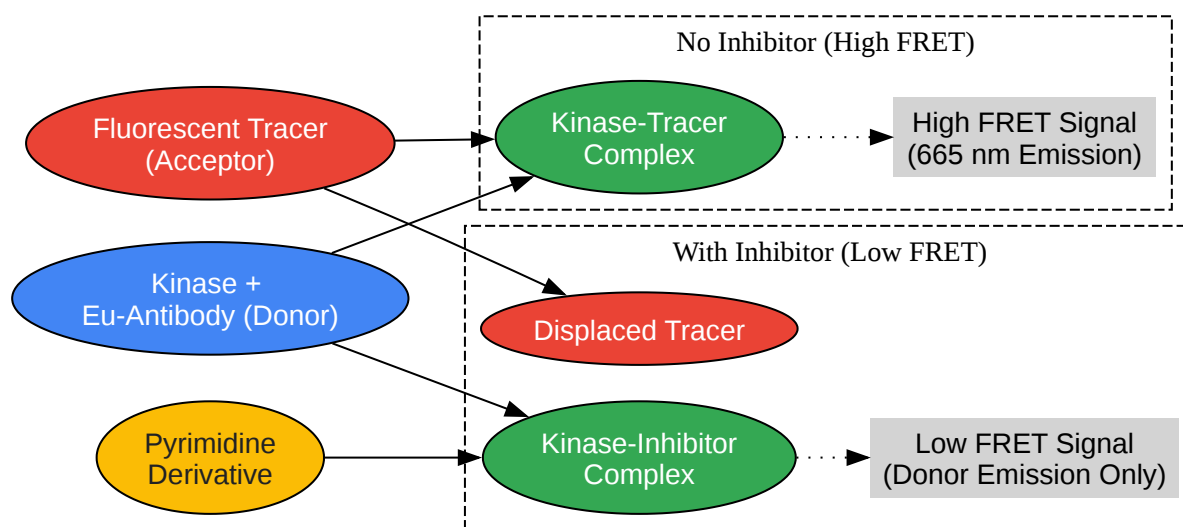 No Inhibitor (High FRET)
Fluorescent Tracer
(Acceptor)
Kinase-Tracer
Complex
High FRET Signal
(665 nm Emission)
With Inhibitor (Low FRET)
Kinase +
Eu-Antibody (Donor)
Displaced Tracer
Pyrimidine
Derivative
Kinase-Inhibitor
Complex
Low FRET Signal
(Donor Emission Only)